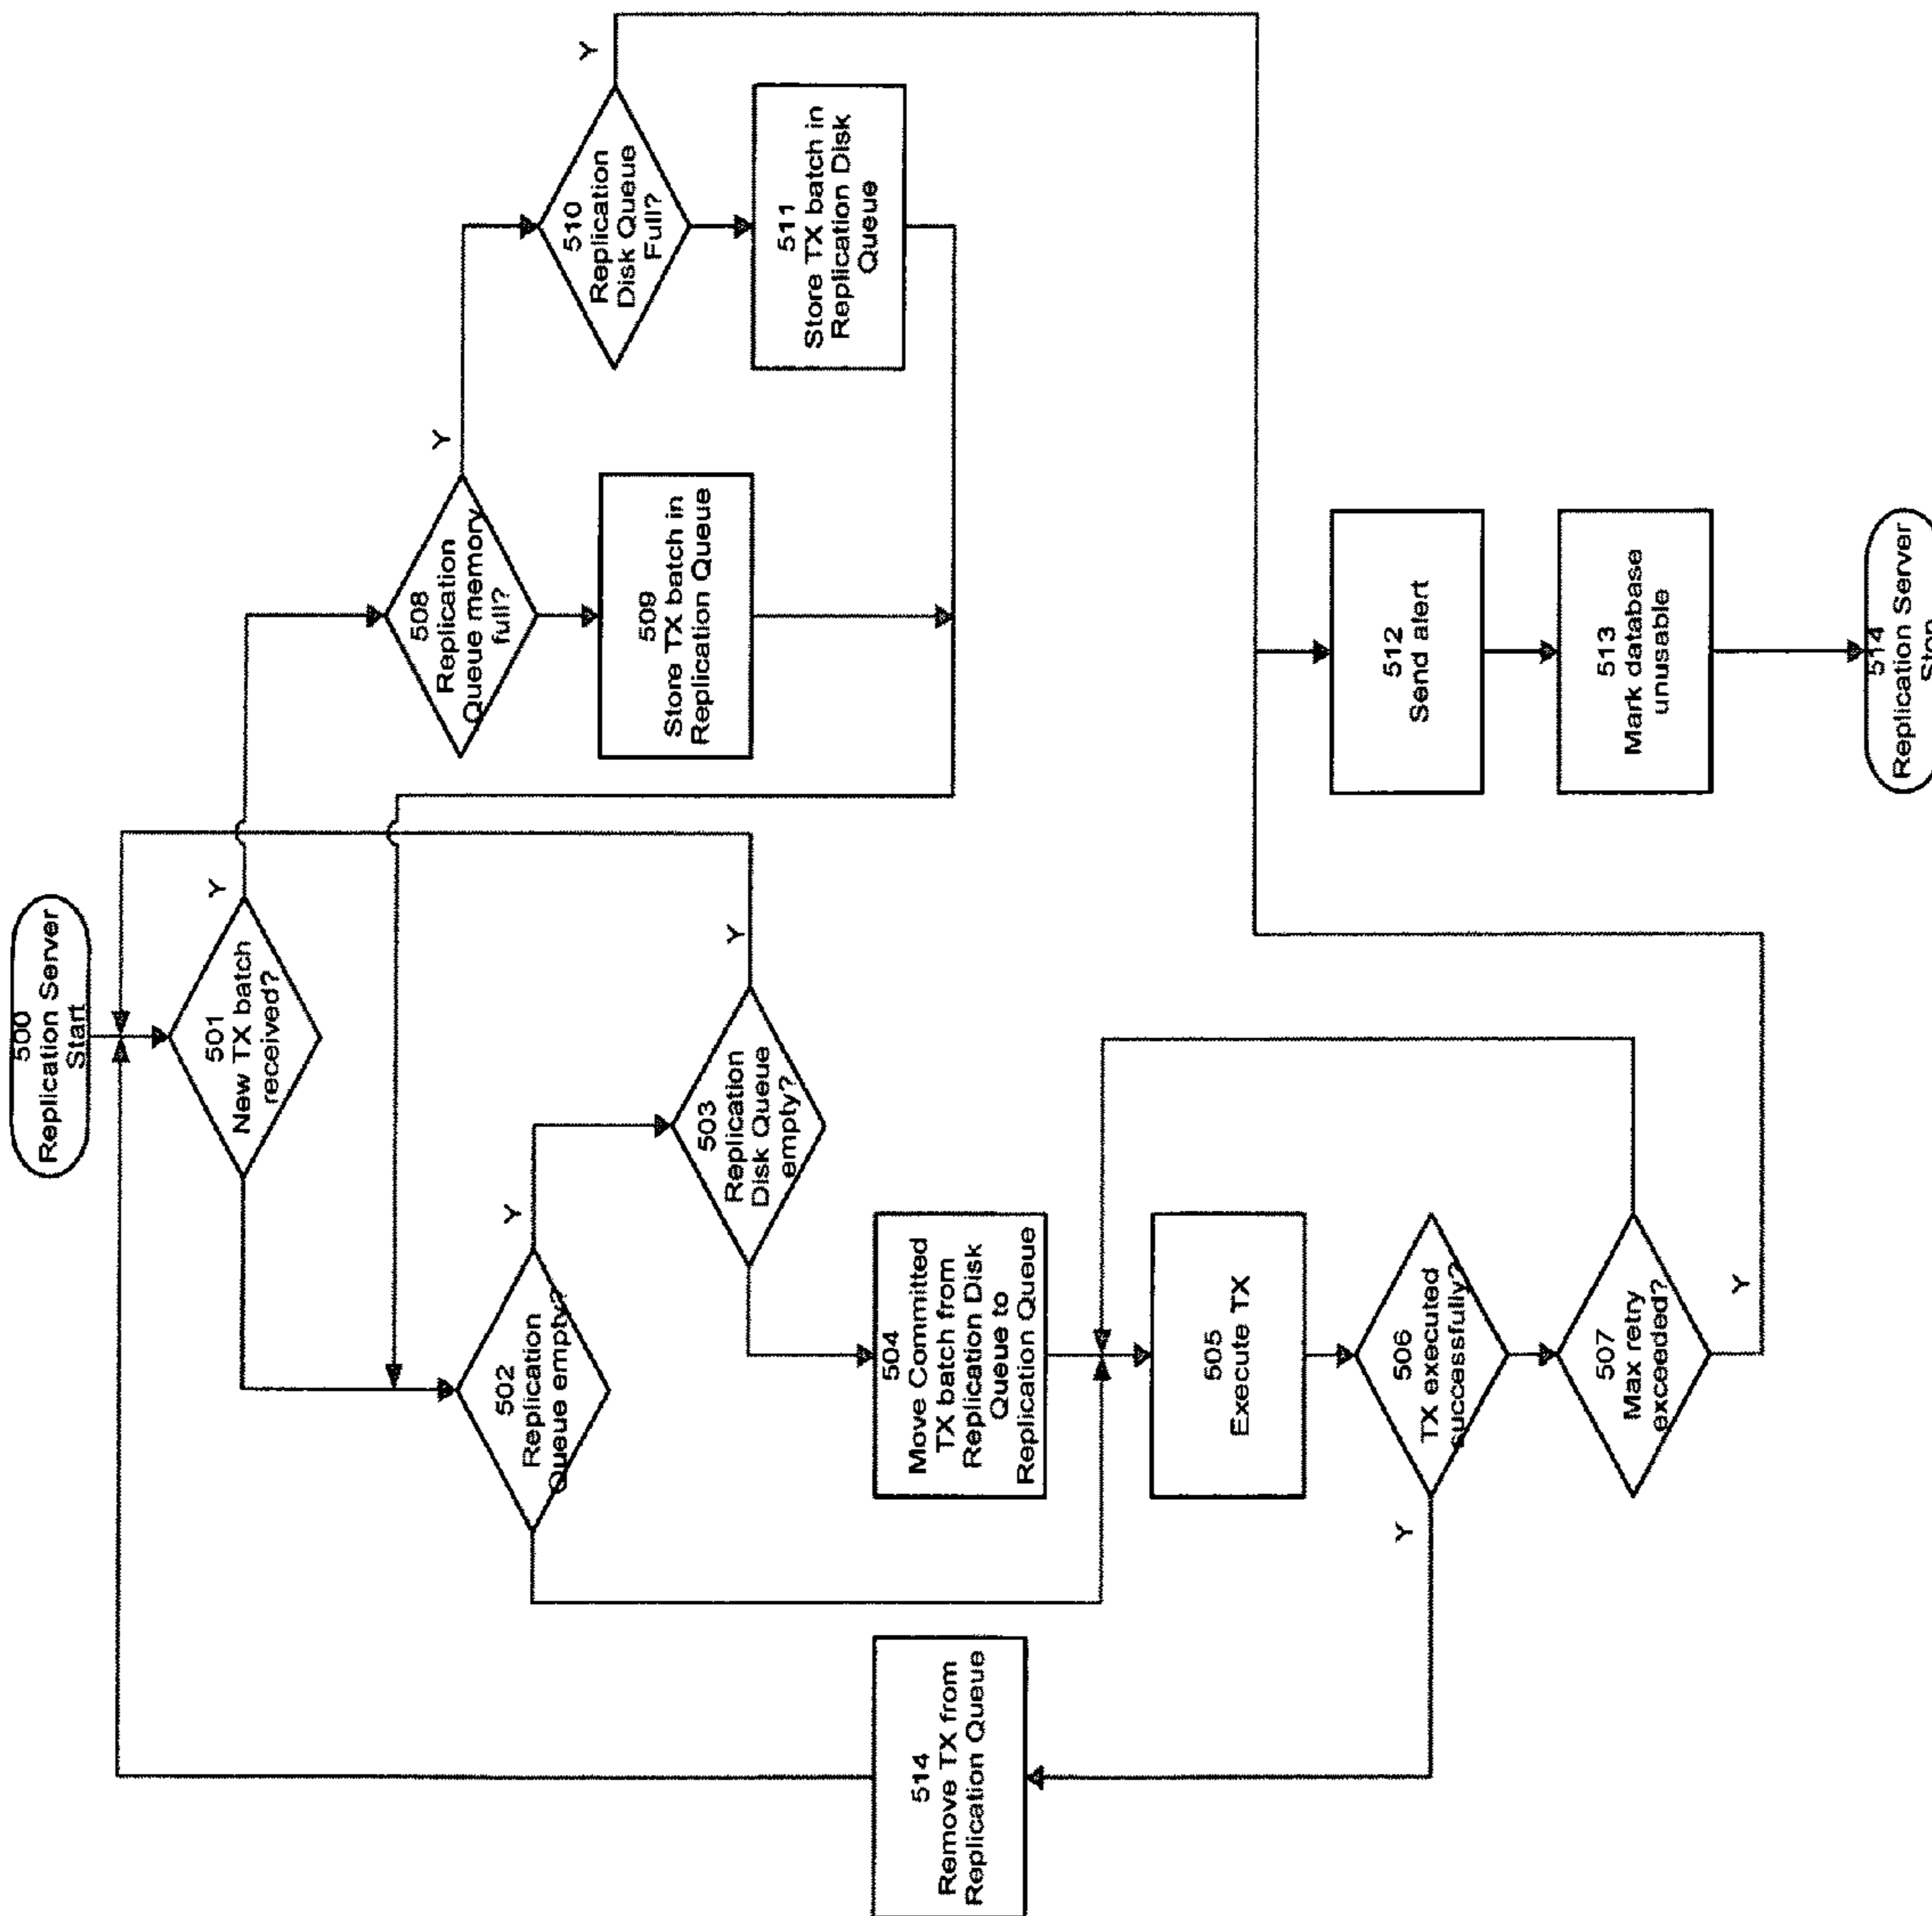 500
Replication Server
Start
501
New TX batch
received?
Y
502
Replication
Queue empty?
Y
503
Replication
Disk Queue
empty?
Y
504
Move Committed
TX batch from
Replication Disk
Queue to
Replication Queue
505
Execute TX
506
TX executed
successfully?
Y
507
Max retry
exceeded?
Y
514
Remove TX from
Replication Queue
508
Replication
Queue memory
full?
Y
509
Store TX batch in
Replication Queue
510
Replication
Disk Queue
Full?
Y
511
Store TX batch in
Replication Disk
Queue
512
Send alert
513
Mark database
unusable
514
Replication Server
Stop